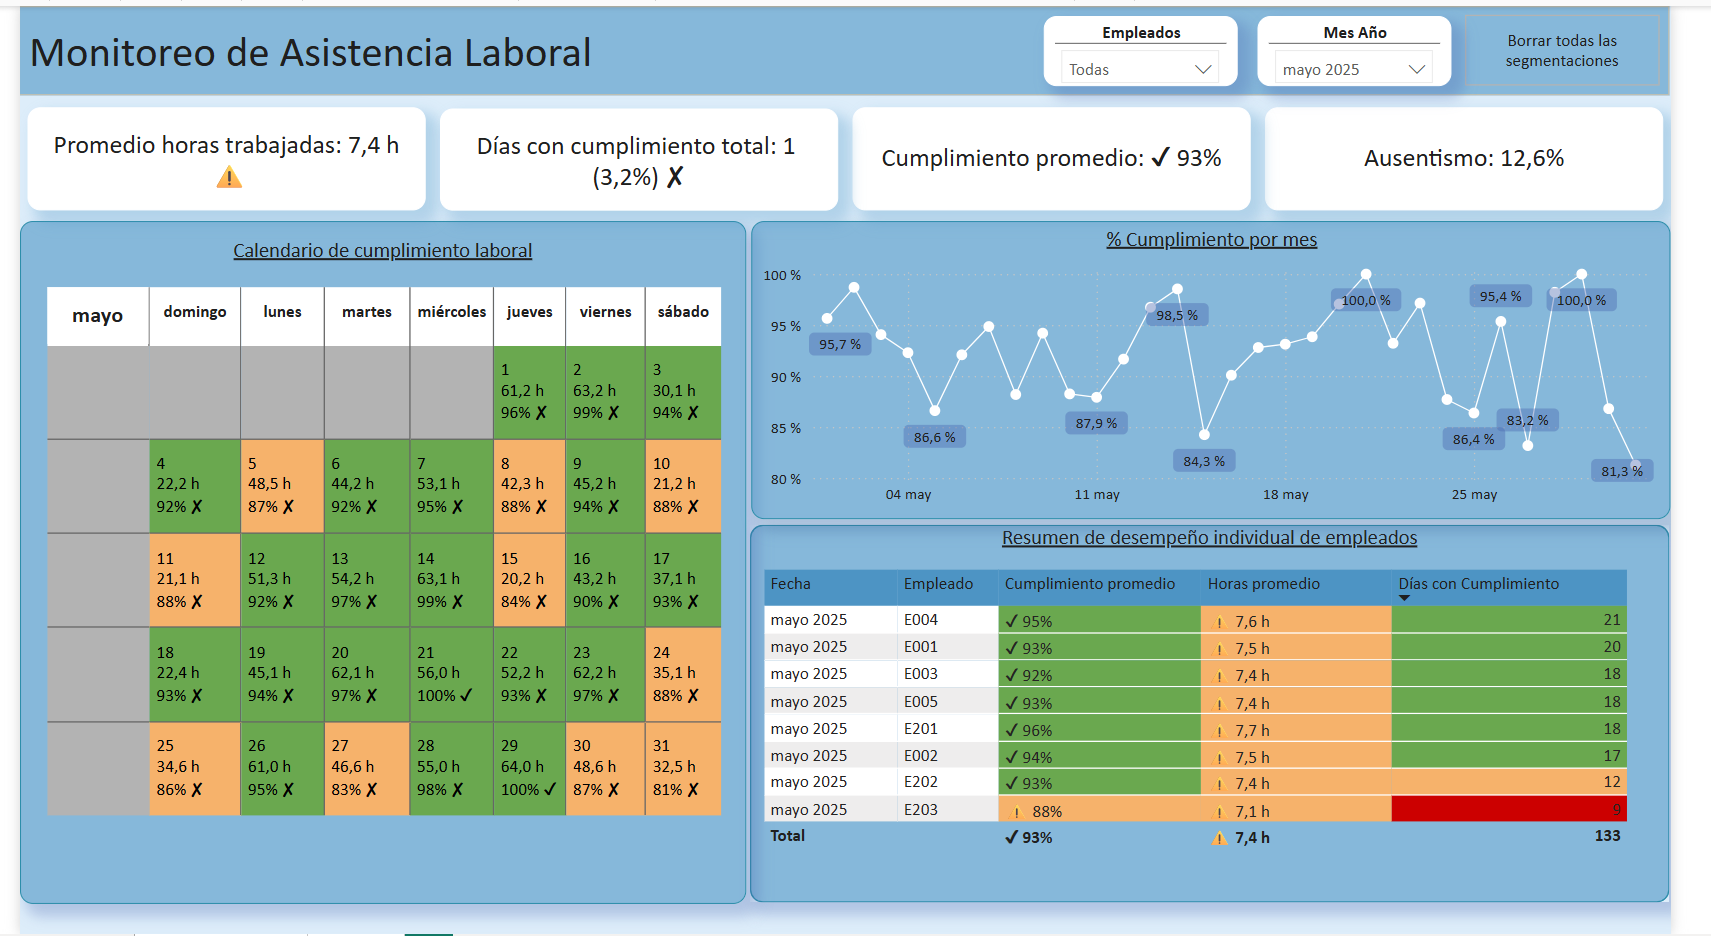 Monitoreo de Asistencia Laboral
Empleados
Todas
Mes Año
mayo 2025
Borrar todas las
segmentaciones
Promedio horas trabajadas: 7,4 h
⚠
Días con cumplimiento total: 1
(3,2%) ✗
Cumplimiento promedio: ✓ 93%
Ausentismo: 12,6%
Calendario de cumplimiento laboral
mayo domingo lunes martes miércoles jueves viernes sábado
1 2 3
61,2 h 63,2 h 30,1 h
96% ✗ 99% ✗ 94% ✗
4 5 6 7 8 9 10
22,2 h 48,5 h 44,2 h 53,1 h 42,3 h 45,2 h 21,2 h
92% ✗ 87% ✗ 92% ✗ 95% ✗ 88% ✗ 94% ✗ 88% ✗
11 12 13 14 15 16 17
21,1 h 51,3 h 54,2 h 63,1 h 20,2 h 43,2 h 37,1 h
88% ✗ 92% ✗ 97% ✗ 99% ✗ 84% ✗ 90% ✗ 93% ✗
18 19 20 21 22 23 24
22,4 h 45,1 h 62,1 h 56,0 h 52,2 h 62,2 h 35,1 h
93% ✗ 94% ✗ 97% ✗ 100% ✓ 93% ✗ 97% ✗ 88% ✗
25 26 27 28 29 30 31
34,6 h 61,0 h 46,6 h 55,0 h 64,0 h 48,6 h 32,5 h
86% ✗ 95% ✗ 83% ✗ 98% ✗ 100% ✓ 87% ✗ 81% ✗
% Cumplimiento por mes
100 %
95 %
90 %
85 %
80 %
95,7 %
86,6 %
87,9 %
98,5 %
84,3 %
100,0 %
86,4 %
95,4 %
83,2 %
100,0 %
81,3 %
04 may 11 may 18 may 25 may
Resumen de desempeño individual de empleados
Fecha Empleado Cumplimiento promedio Horas promedio Días con Cumplimiento
mayo 2025 E004 ✓ 95% ⚠ 7,6 h 21
mayo 2025 E001 ✓ 93% ⚠ 7,5 h 20
mayo 2025 E003 ✓ 92% ⚠ 7,4 h 18
mayo 2025 E005 ✓ 93% ⚠ 7,4 h 18
mayo 2025 E201 ✓ 96% ⚠ 7,7 h 18
mayo 2025 E002 ✓ 94% ⚠ 7,5 h 17
mayo 2025 E202 ✓ 93% ⚠ 7,4 h 12
mayo 2025 E203 ⚠ 88% ⚠ 7,1 h 9
Total ✓ 93% ⚠ 7,4 h 133